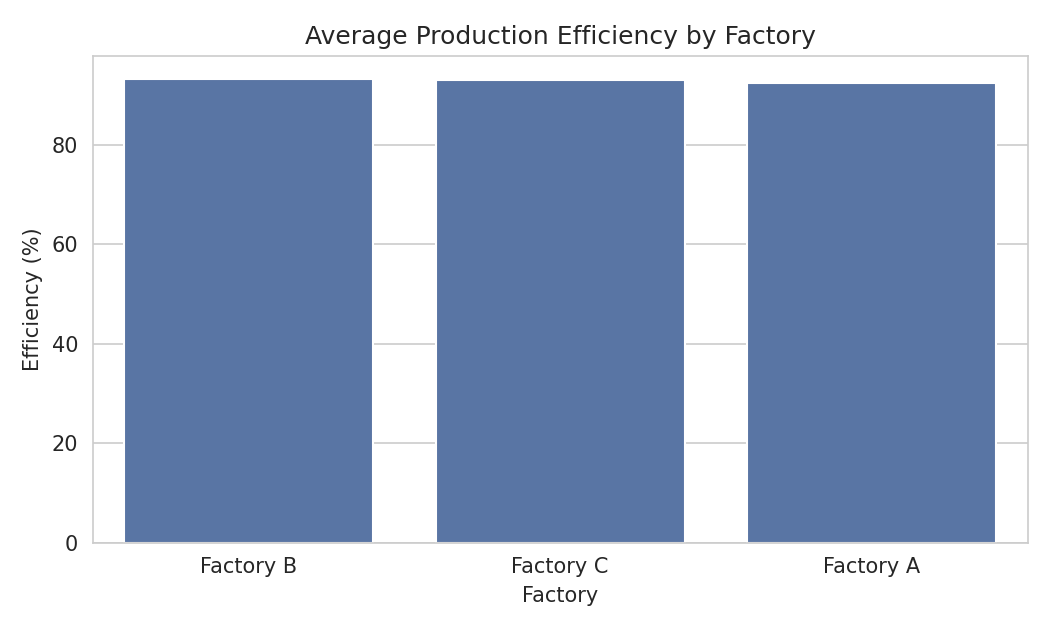 Average Production Efficiency by Factory
Efficiency (%)
80
60
40
20
0
Factory B
Factory C
Factory A
Factory